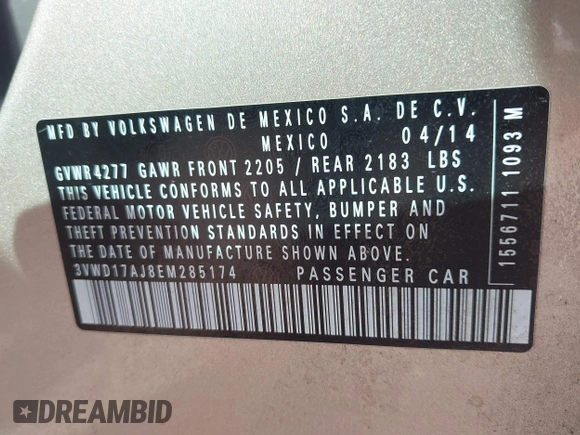 MFD BY VOLKSWAGEN DE MEXICO S.A. DE C.V.
MEXICO 04/14
GVWR4277 GAWR FRONT 2205 / REAR 2183 LBS
THIS VEHICLE CONFORMS TO ALL APPLICABLE U.S.
FEDERAL MOTOR VEHICLE SAFETY, BUMPER AND
THEFT PREVENTION STANDARDS IN EFFECT ON
THE DATE OF MANUFACTURE SHOWN ABOVE.
3VWD17AJ8EM285174 PASSENGER CAR
1556711 1093 M
DREAMBID